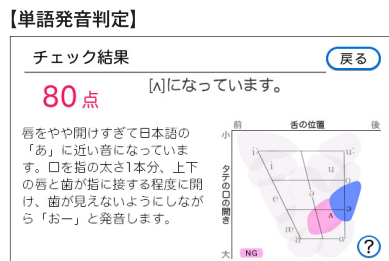 【単語発音判定】
チェック結果
戻る
80点
[ʌ]になっています。
唇をやや開けすぎて日本語の
「あ」に近い音になっていま
す。口を指の太さ1本分、上下
の唇と歯が指に接する程度に開
け、歯が見えないようにしなが
ら「おー」と発音します。
前 舌の位置 後
小
タテの口の開き
大
i: u:
i u
ə
e ɔ
ʌ
æ ɑ
a
NG
?